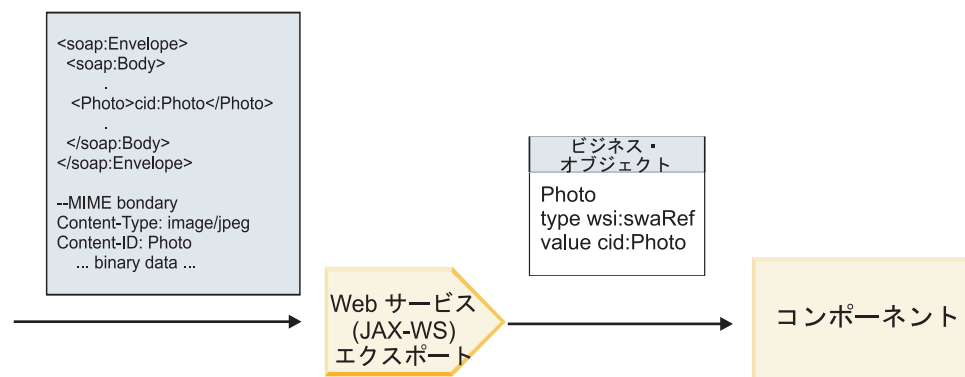 <soap:Envelope>
<soap:Body>
.
<Photo>cid:Photo</Photo>
.
</soap:Body>
</soap:Envelope>
--MIME bondary
Content-Type: image/jpeg
Content-ID: Photo
... binary data ...
Web サービス
(JAX-WS)
エクスポート
ビジネス・
オブジェクト
Photo
type wsi:swaRef
value cid:Photo
コンポーネント